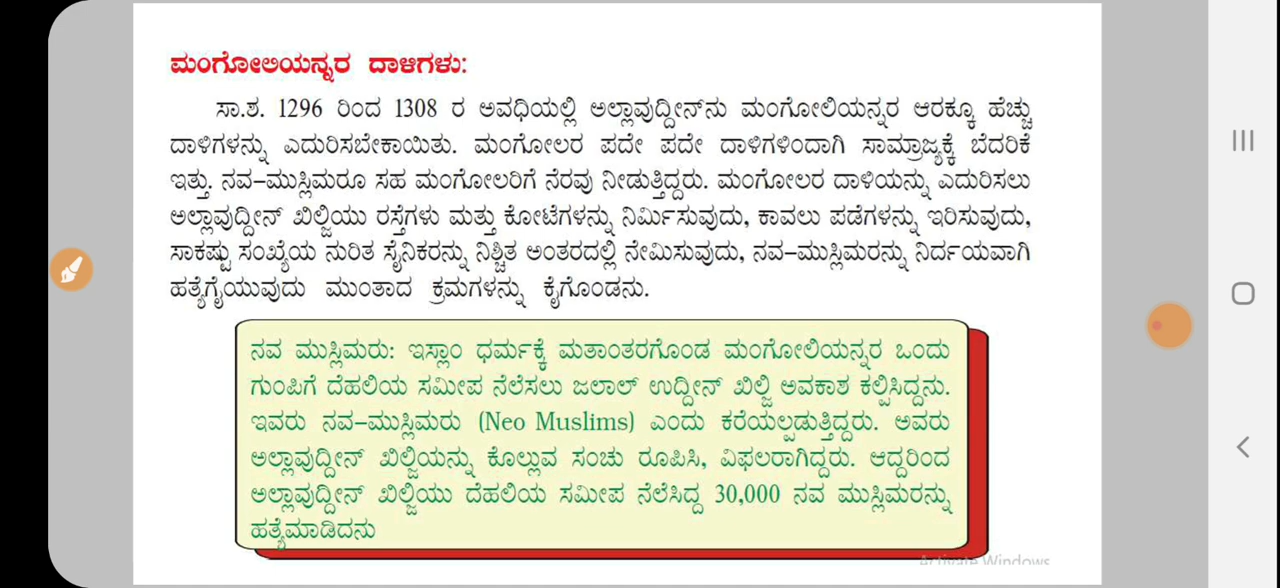 ಮಂಗೋಲಿಯನ್ನರ ದಾಳಿಗಳು:
ಸಾ.ಶ. 1296 ರಿಂದ 1308 ರ ಅವಧಿಯಲ್ಲಿ ಅಲ್ಲಾವುದ್ದೀನ್‌ನು ಮಂಗೋಲಿಯನ್ನರ ಆರಕ್ಕೂ ಹೆಚ್ಚು
ದಾಳಿಗಳನ್ನು ಎದುರಿಸಬೇಕಾಯಿತು. ಮಂಗೋಲರ ಪದೇ ಪದೇ ದಾಳಿಗಳಿಂದಾಗಿ ಸಾಮ್ರಾಜ್ಯಕ್ಕೆ ಬೆದರಿಕೆ
ಇತ್ತು. ನವ-ಮುಸ್ಲಿಮರೂ ಸಹ ಮಂಗೋಲರಿಗೆ ನೆರವು ನೀಡುತ್ತಿದ್ದರು. ಮಂಗೋಲರ ದಾಳಿಯನ್ನು ಎದುರಿಸಲು
ಅಲ್ಲಾವುದ್ದೀನ್ ಖಿಲ್ಜಿಯು ರಸ್ತೆಗಳು ಮತ್ತು ಕೋಟೆಗಳನ್ನು ನಿರ್ಮಿಸುವುದು, ಕಾವಲು ಪಡೆಗಳನ್ನು ಇರಿಸುವುದು,
ಸಾಕಷ್ಟು ಸಂಖ್ಯೆಯ ನುರಿತ ಸೈನಿಕರನ್ನು ನಿಶ್ಚಿತ ಅಂತರದಲ್ಲಿ ನೇಮಿಸುವುದು, ನವ-ಮುಸ್ಲಿಮರನ್ನು ನಿರ್ದಯವಾಗಿ
ಹತ್ಯೆಗೈಯುವುದು ಮುಂತಾದ ಕ್ರಮಗಳನ್ನು ಕೈಗೊಂಡನು.
ನವ ಮುಸ್ಲಿಮರು: ಇಸ್ಲಾಂ ಧರ್ಮಕ್ಕೆ ಮತಾಂತರಗೊಂಡ ಮಂಗೋಲಿಯನ್ನರ ಒಂದು
ಗುಂಪಿಗೆ ದೆಹಲಿಯ ಸಮೀಪ ನೆಲೆಸಲು ಜಲಾಲ್ ಉದ್ದೀನ್ ಖಿಲ್ಜಿ ಅವಕಾಶ ಕಲ್ಪಿಸಿದ್ದನು.
ಇವರು ನವ-ಮುಸ್ಲಿಮರು (Neo Muslims) ಎಂದು ಕರೆಯಲ್ಪಡುತ್ತಿದ್ದರು. ಅವರು
ಅಲ್ಲಾವುದ್ದೀನ್ ಖಿಲ್ಜಿಯನ್ನು ಕೊಲ್ಲುವ ಸಂಚು ರೂಪಿಸಿ, ವಿಫಲರಾಗಿದ್ದರು. ಆದ್ದರಿಂದ
ಅಲ್ಲಾವುದ್ದೀನ್ ಖಿಲ್ಜಿಯು ದೆಹಲಿಯ ಸಮೀಪ ನೆಲೆಸಿದ್ದ 30,000 ನವ ಮುಸ್ಲಿಮರನ್ನು
ಹತ್ಯೆಮಾಡಿದನು
Activate Windows